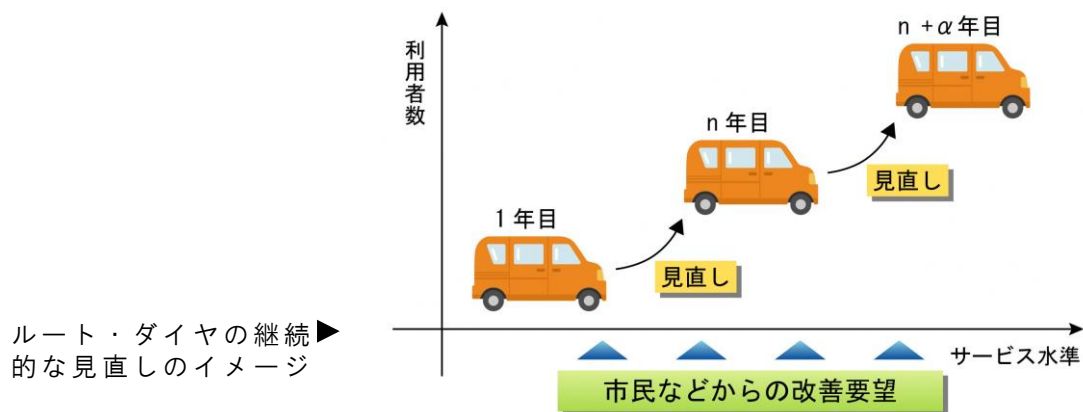 利用者数
n +α年目
n 年目
見直し
1 年目
見直し
ルート・ダイヤの継続▶
的な見直しのイメージ
サービス水準
市民などからの改善要望